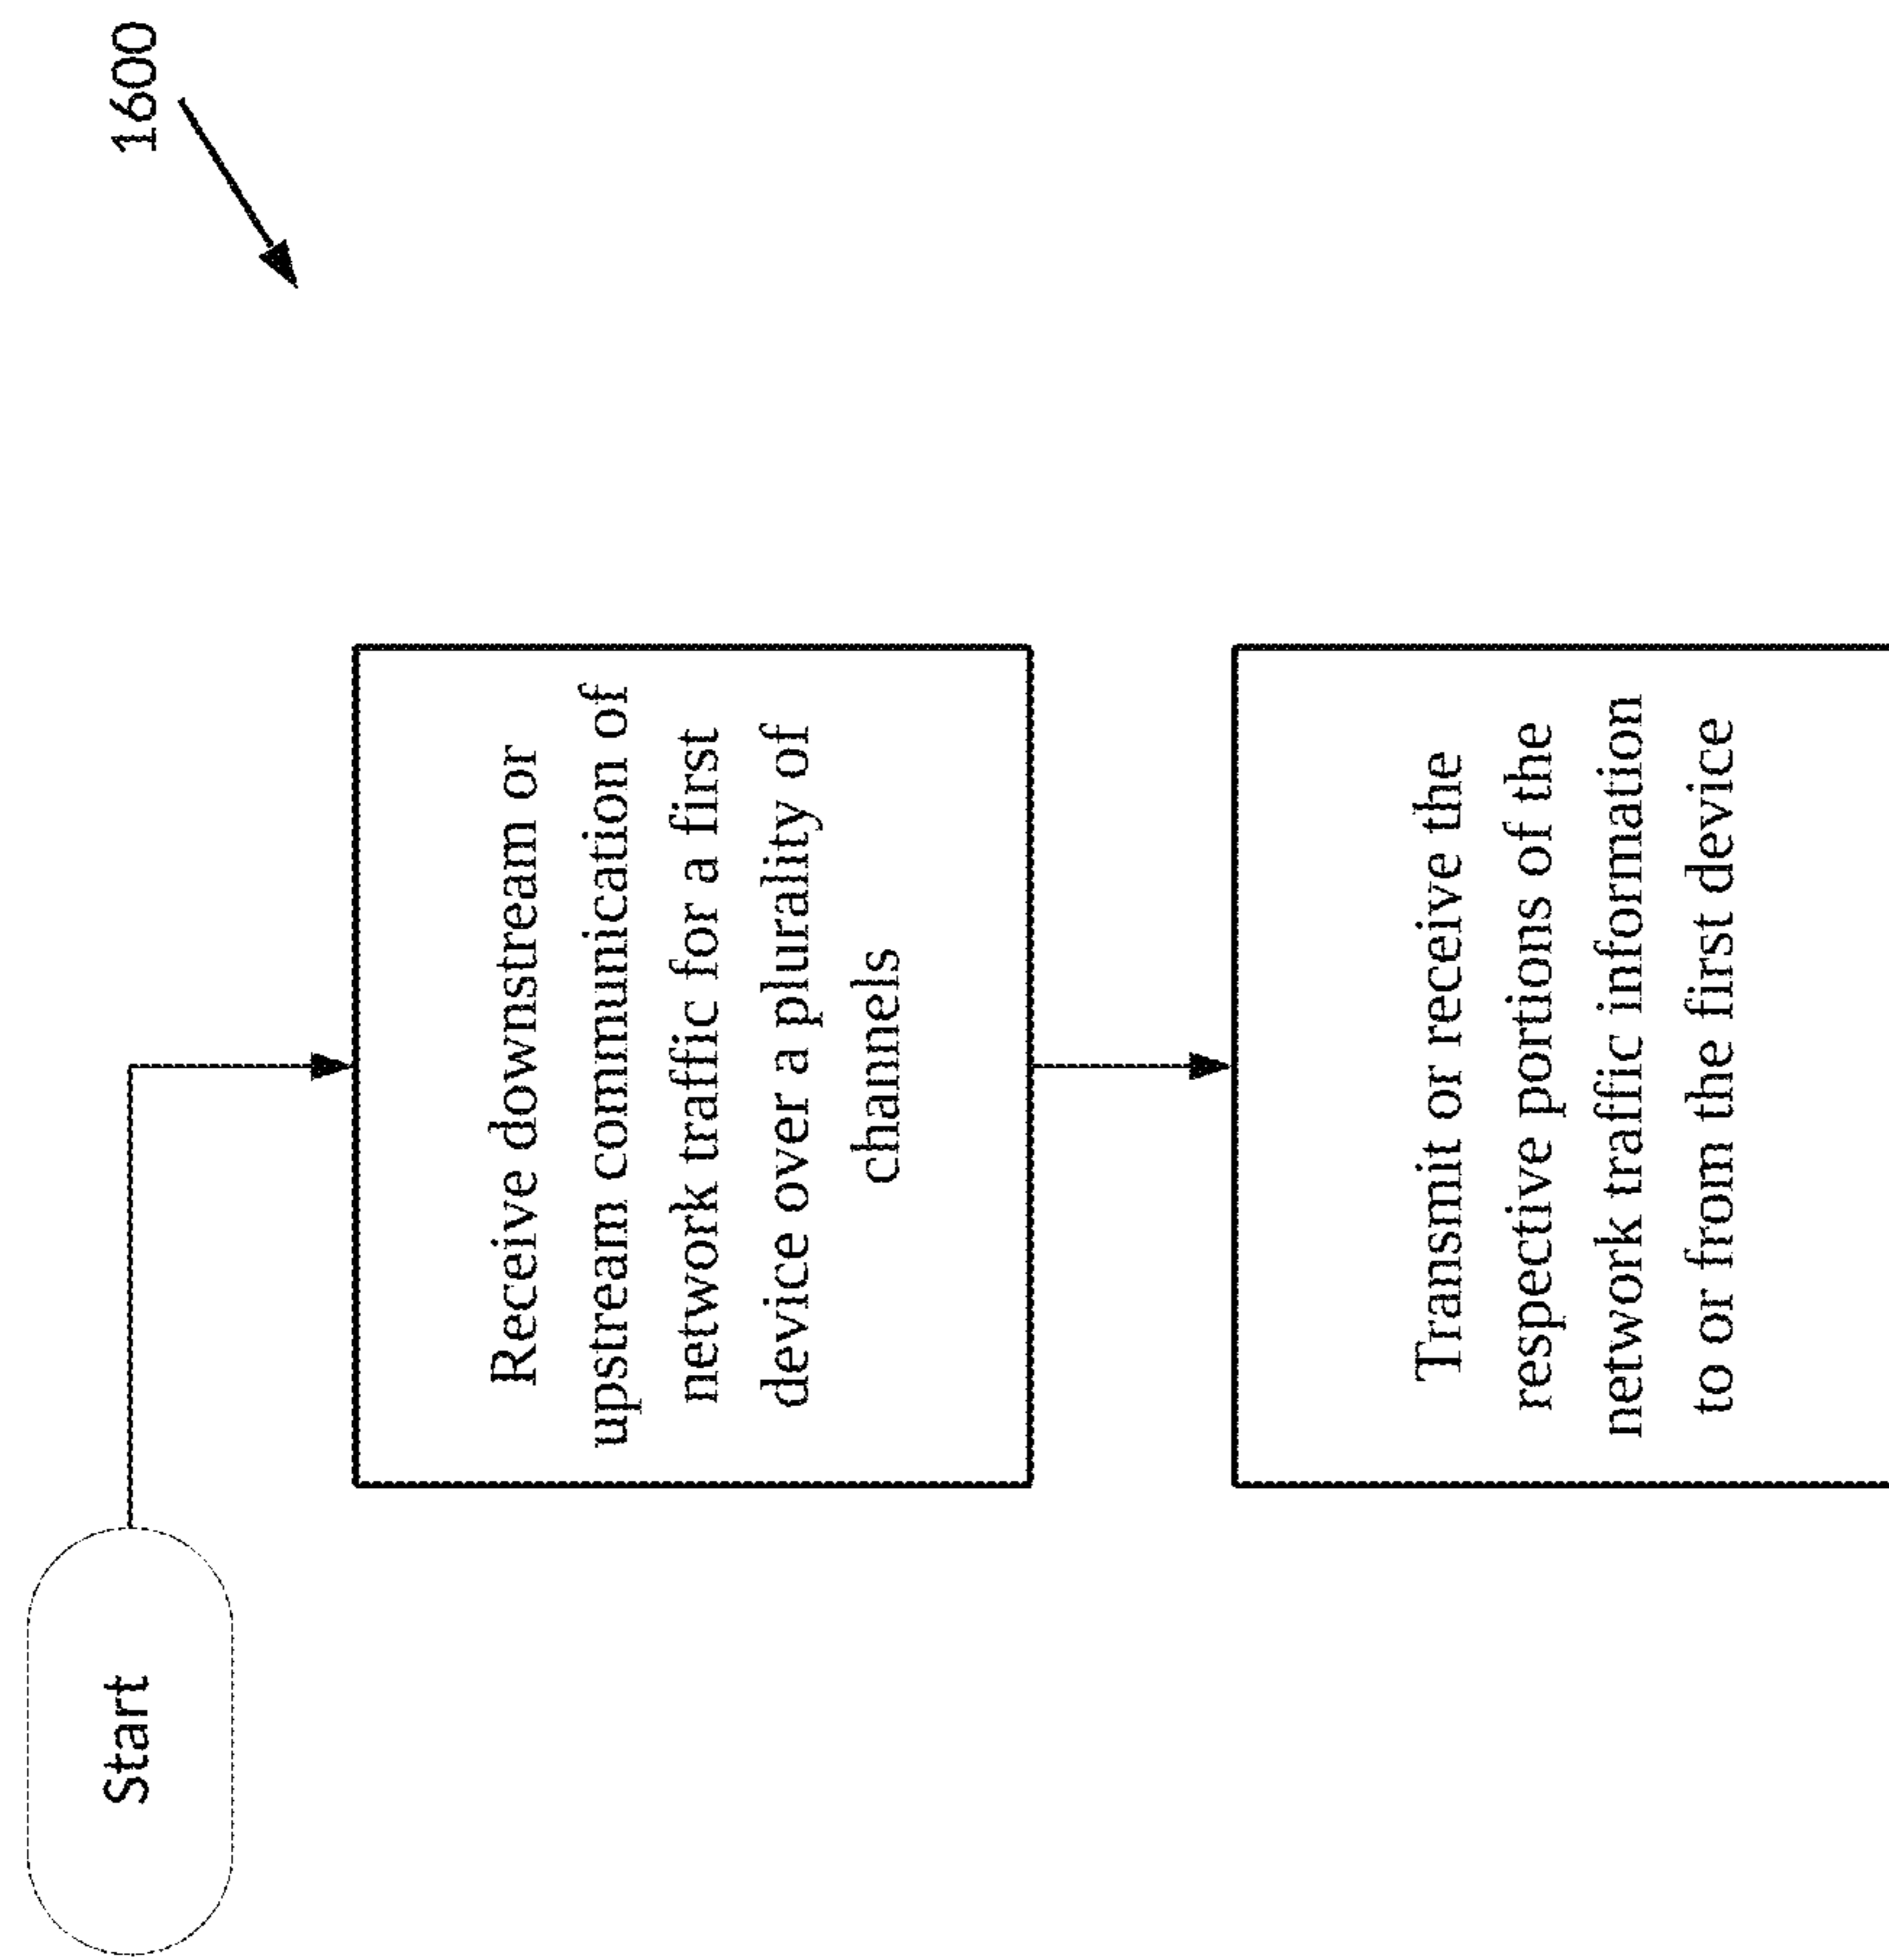 1600
Start
Receive downstream or
upstream communication of
network traffic for a first
device over a plurality of
channels
Transmit or receive the
respective portions of the
network traffic information
to or from the first device